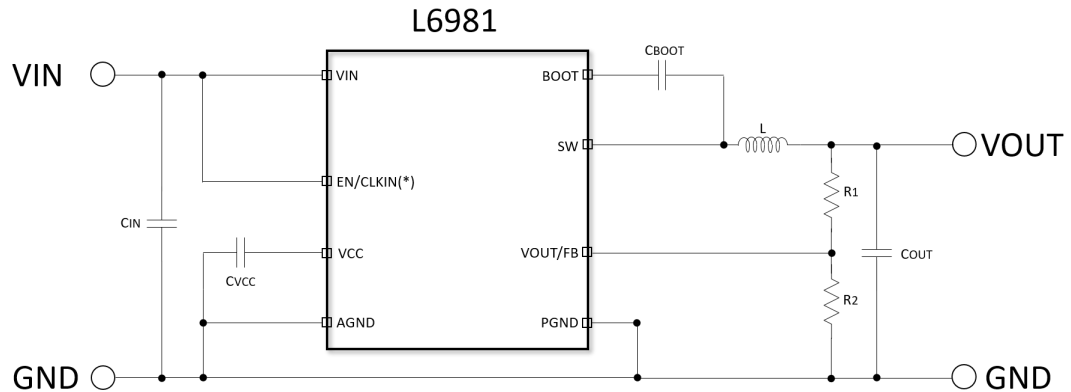 L6981
CBOOT
VIN
VIN
BOOT
L
SW
VOUT
EN/CLKIN(*)
R1
CIN
VCC
VOUT/FB
COUT
CVCC
R2
AGND
PGND
GND
GND